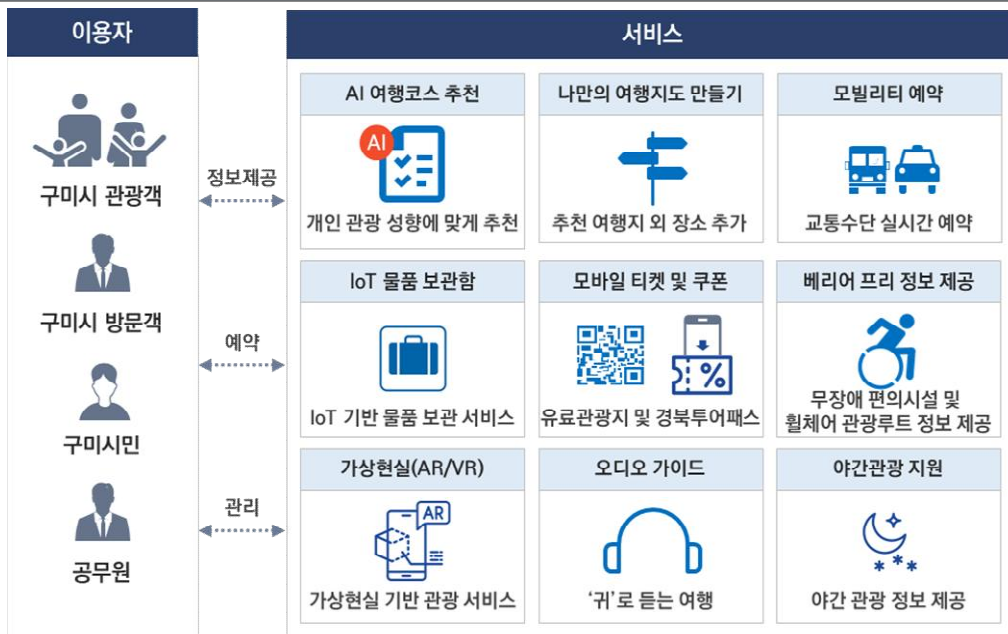 이용자
서비스
구미시 관광객
구미시 방문객
구미시민
공무원
정보제공
예약
관리
AI 여행코스 추천
AI
개인 관광 성향에 맞게 추천
나만의 여행지도 만들기
추천 여행지 외 장소 추가
모빌리티 예약
교통수단 실시간 예약
IoT 물품 보관함
IoT 기반 물품 보관 서비스
모바일 티켓 및 쿠폰
%
유료관광지 및 경북투어패스
베리어 프리 정보 제공
무장애 편의시설 및
휠체어 관광루트 정보 제공
가상현실(AR/VR)
AR
가상현실 기반 관광 서비스
오디오 가이드
‘귀’로 듣는 여행
야간관광 지원
야간 관광 정보 제공